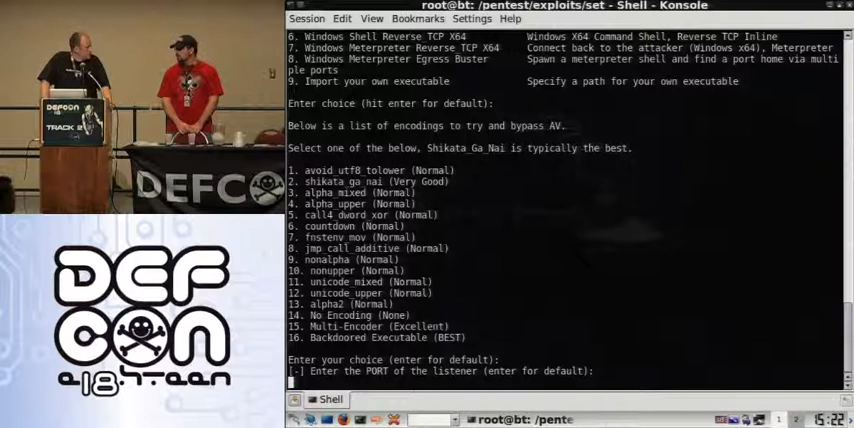 root@bt: /pentest/exploits/set - Shell - Konsole
Session Edit View Bookmarks Settings Help
6. Windows Shell Reverse TCP X64 Windows X64 Command Shell, Reverse TCP Inline
7. Windows Meterpreter Reverse_TCP X64 Connect back to the attacker (Windows x64), Meterpreter
8. Windows Meterpreter Egress Buster Spawn a meterpreter shell and find a port home via multi
ple ports
9. Import your own executable Specify a path for your own executable
Enter choice (hit enter for default):
Below is a list of encodings to try and bypass AV.
Select one of the below, Shikata_Ga_Nai is typically the best.
1. avoid_utf8_tolower (Normal)
2. shikata_ga_nai (Very Good)
3. alpha_mixed (Normal)
4. alpha_upper (Normal)
5. call4_dword_xor (Normal)
6. countdown (Normal)
7. fnstenv_mov (Normal)
8. jmp_call_additive (Normal)
9. nonalpha (Normal)
10. nonupper (Normal)
11. unicode_mixed (Normal)
12. unicode_upper (Normal)
13. alpha2 (Normal)
14. No Encoding (None)
15. Multi-Encoder (Excellent)
16. Backdoored Executable (BEST)
Enter your choice (enter for default):
[-] Enter the PORT of the listener (enter for default):
Shell
root@bt: /pente
1 2 15:22
DEFCON
TRACK 2
DEFCO
DEF
CON
e18hteen